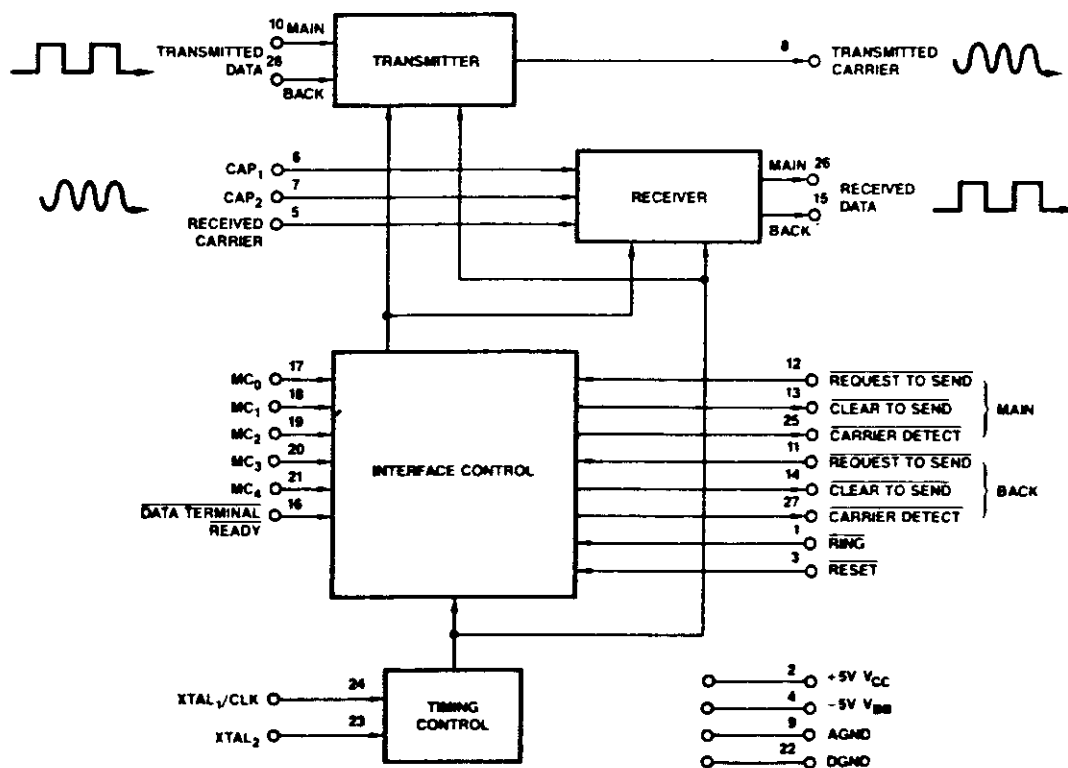 10 MAIN
TRANSMITTED
DATA
28
BACK
TRANSMITTER
8
TRANSMITTED
CARRIER
CAP1
6
CAP2
7
RECEIVED
CARRIER
5
RECEIVER
MAIN 26
RECEIVED
DATA
15
BACK
MC0
17
MC1
18
MC2
19
MC3
20
MC4
21
DATA TERMINAL
READY
16
INTERFACE CONTROL
12
REQUEST TO SEND
13
CLEAR TO SEND
25
CARRIER DETECT
MAIN
11
REQUEST TO SEND
14
CLEAR TO SEND
27
CARRIER DETECT
BACK
1
RING
3
RESET
XTAL1/CLK
24
XTAL2
23
TIMING
CONTROL
2
+5V VCC
4
-5V VBB
9
AGND
22
DGND